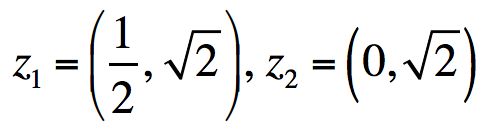 z₁ = (1/2, √2), z₂ = (0, √2)